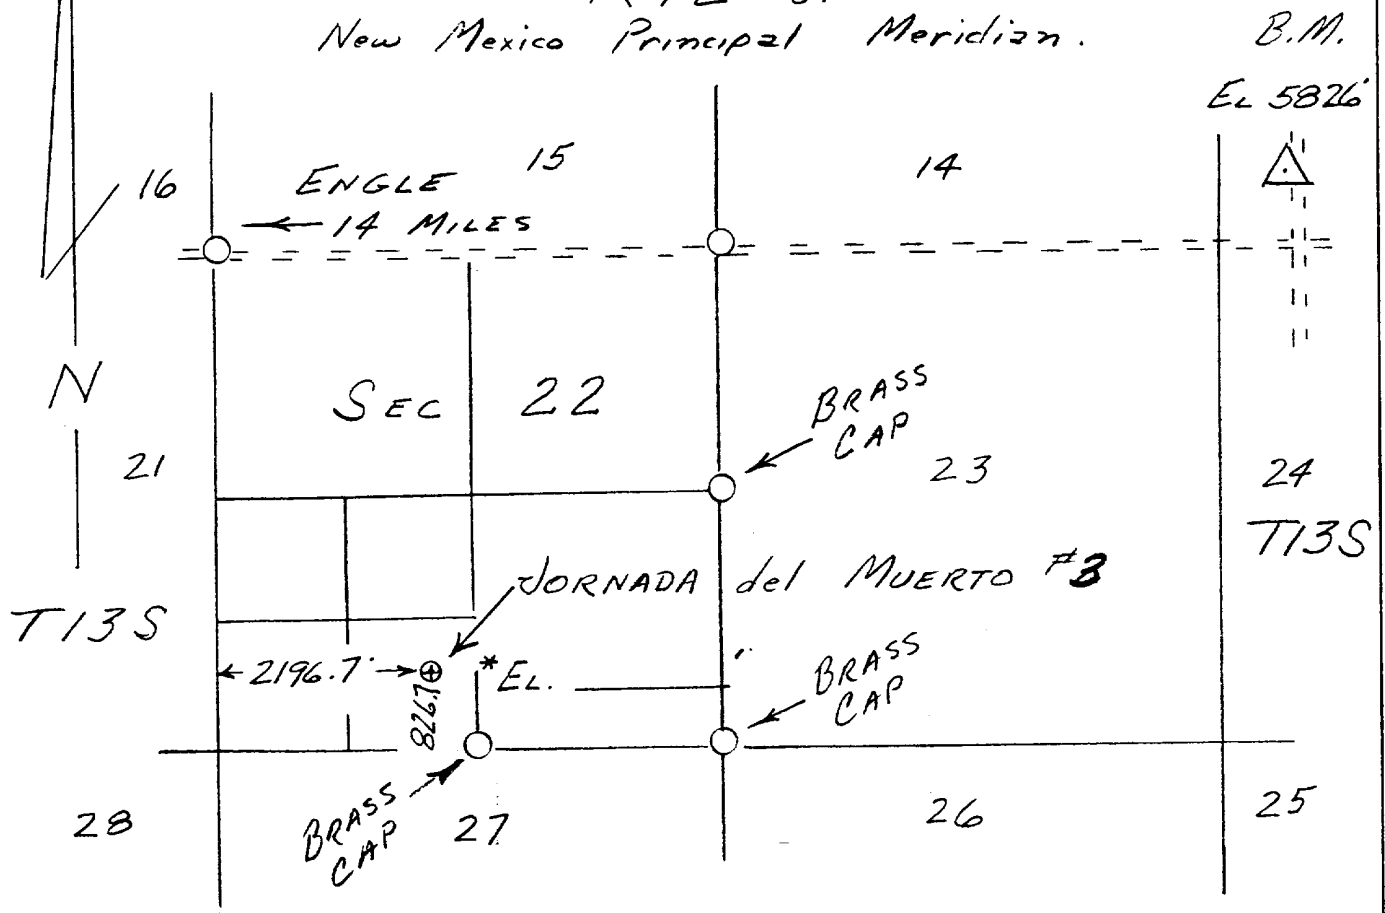 New Mexico Principal Meridian.
B.M.
EL 5826'
16
ENGLE
15
14
14 MILES
N
SEC 22
BRASS
CAP
21
23
24
T13S
JORNADA del MUERTO #3
T13S
2196.7'
826.7
*EL.
BRASS
CAP
BRASS
CAP
28
27
26
25